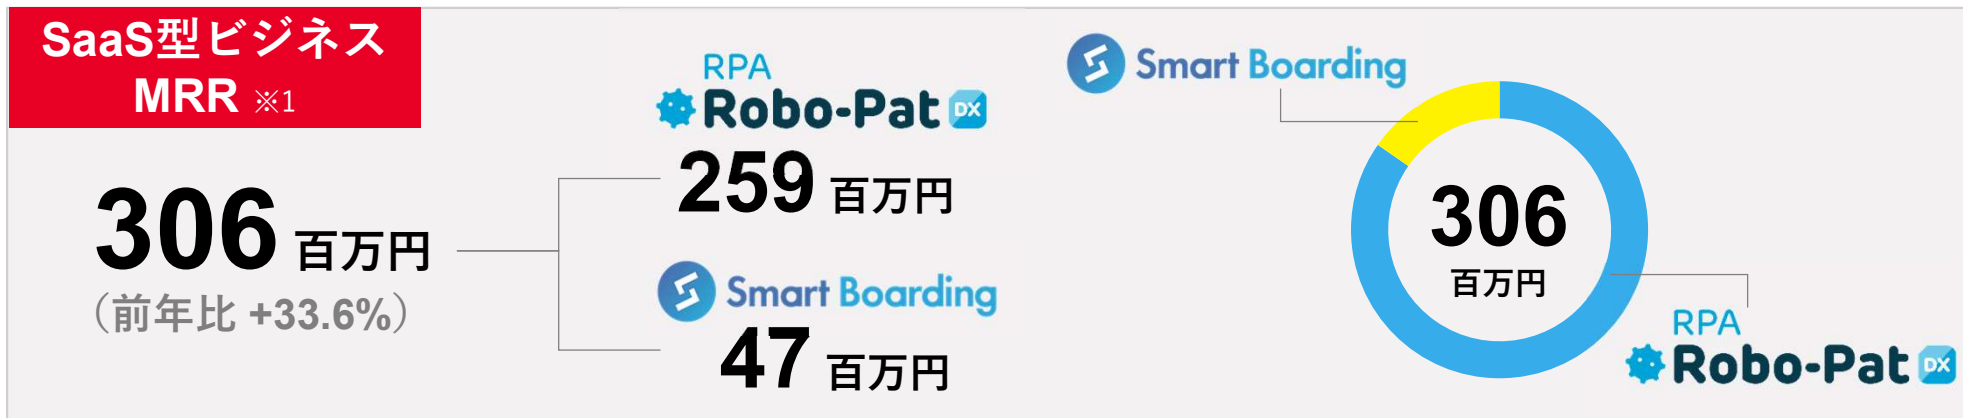 SaaS型ビジネス
MRR ※1
306 百万円
（前年比 +33.6%）
RPA
Robo-Pat DX
259 百万円
Smart Boarding
47 百万円
Smart Boarding
306
百万円
RPA
Robo-Pat DX